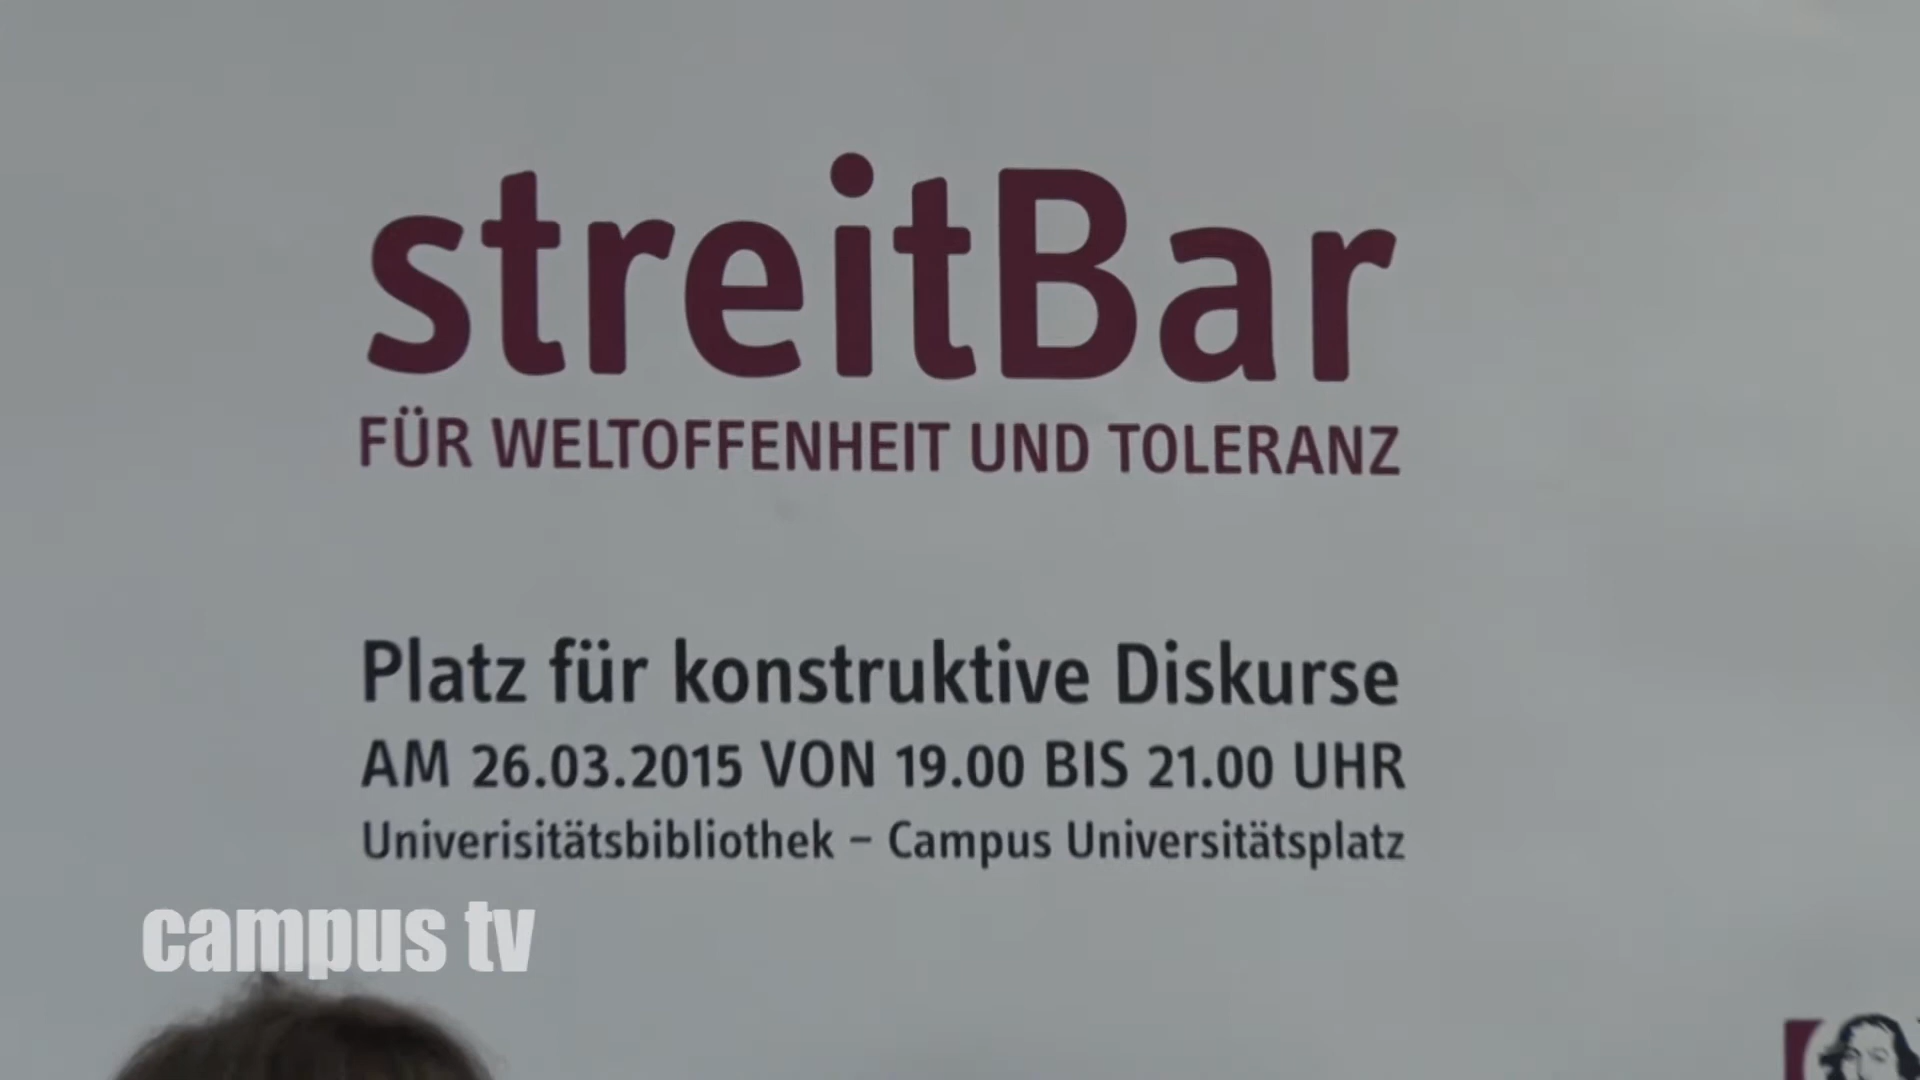 streitBar
FÜR WELTOFFENHEIT UND TOLERANZ
Platz für konstruktive Diskurse
AM 26.03.2015 VON 19.00 BIS 21.00 UHR
Univerisitätsbibliothek – Campus Universitätsplatz
campus tv